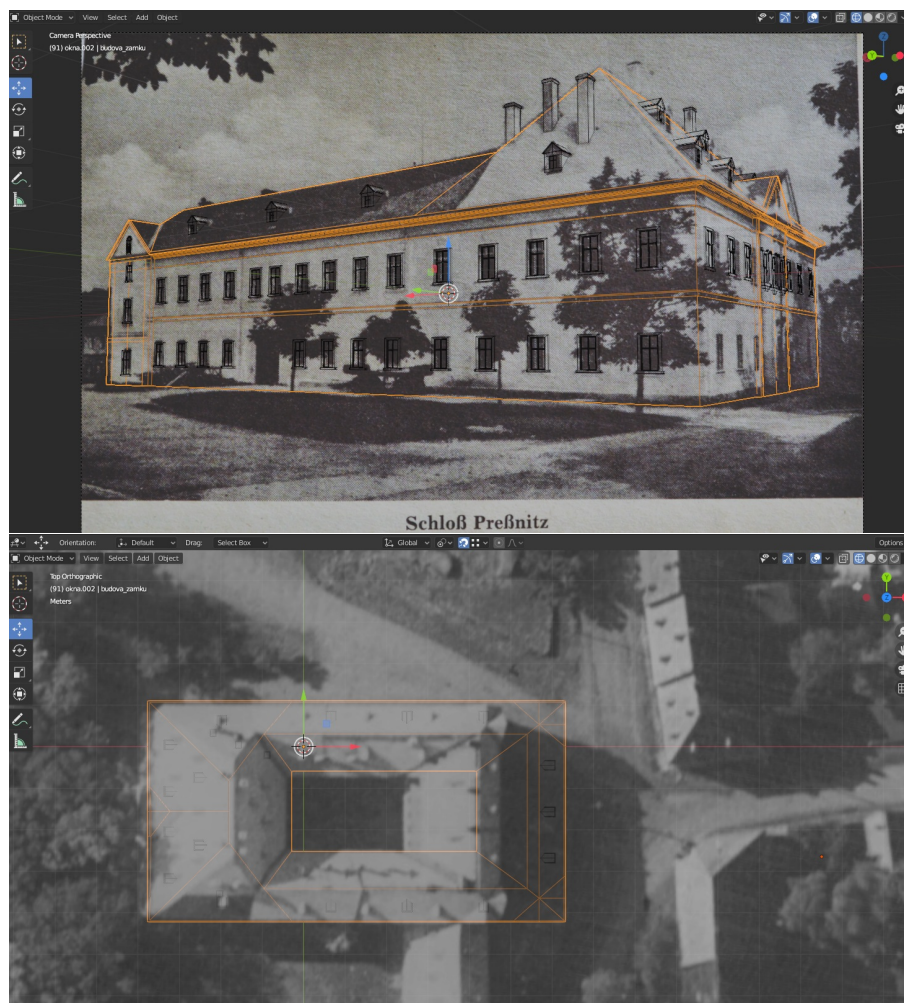 Object Mode View Select Add Object
Camera Perspective
(91) okna.002 | budova_zamku
Schloß Preßnitz
Orientation: Default Drag: Select Box Global Options
Object Mode View Select Add Object
Top Orthographic
(91) okna.002 | budova_zamku
Meters